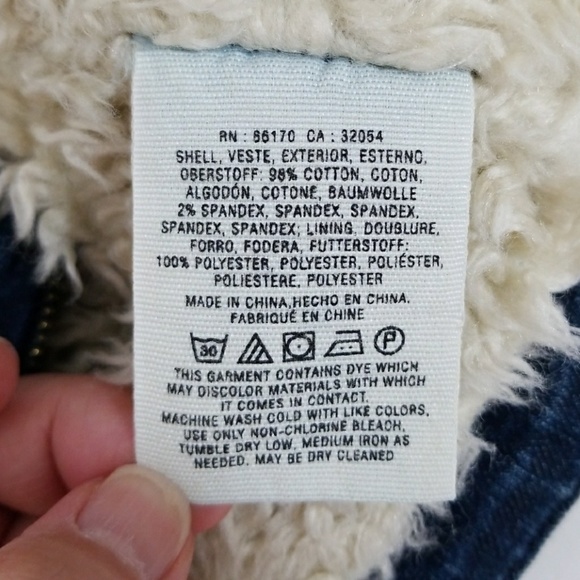 RN : 66170 CA : 32054
SHELL, VESTE, EXTERIOR, ESTERNO,
OBERSTOFF: 98% COTTON, COTON,
ALGODÓN, COTONE, BAUMWOLLE
2% SPANDEX, SPANDEX, SPANDEX,
SPANDEX, SPANDEX; LINING, DOUBLURE,
FORRO, FODERA, FUTTERSTOFF:
100% POLYESTER, POLYESTER, POLIÉSTER,
POLIESTERE, POLYESTER
MADE IN CHINA,HECHO EN CHINA.
FABRIQUÉ EN CHINE
30 P
THIS GARMENT CONTAINS DYE WHICH
MAY DISCOLOR MATERIALS WITH WHICH
IT COMES IN CONTACT.
MACHINE WASH COLD WITH LIKE COLORS,
USE ONLY NON-CHLORINE BLEACH,
TUMBLE DRY LOW, MEDIUM IRON AS
NEEDED, MAY BE DRY CLEANED